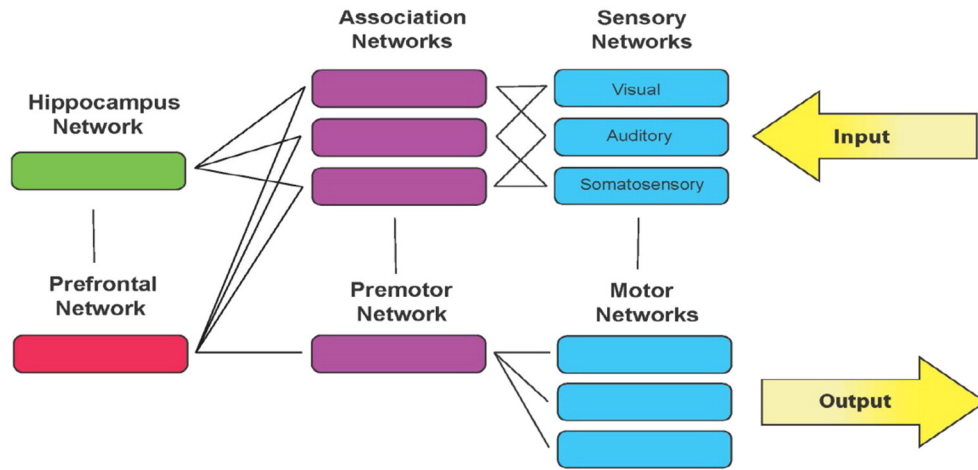 Association
Networks
Sensory
Networks
Hippocampus
Network
Visual
Auditory
Somatosensory
Input
Prefrontal
Network
Premotor
Network
Motor
Networks
Output